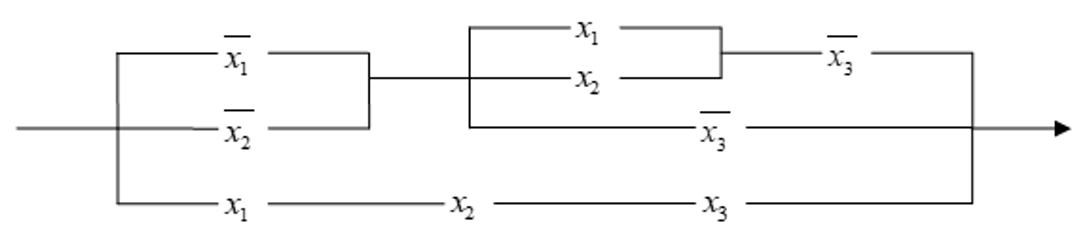 x₁
x̅₁ x̅₃
x₂
x̅₂ x̅₃
x₁ x₂ x₃